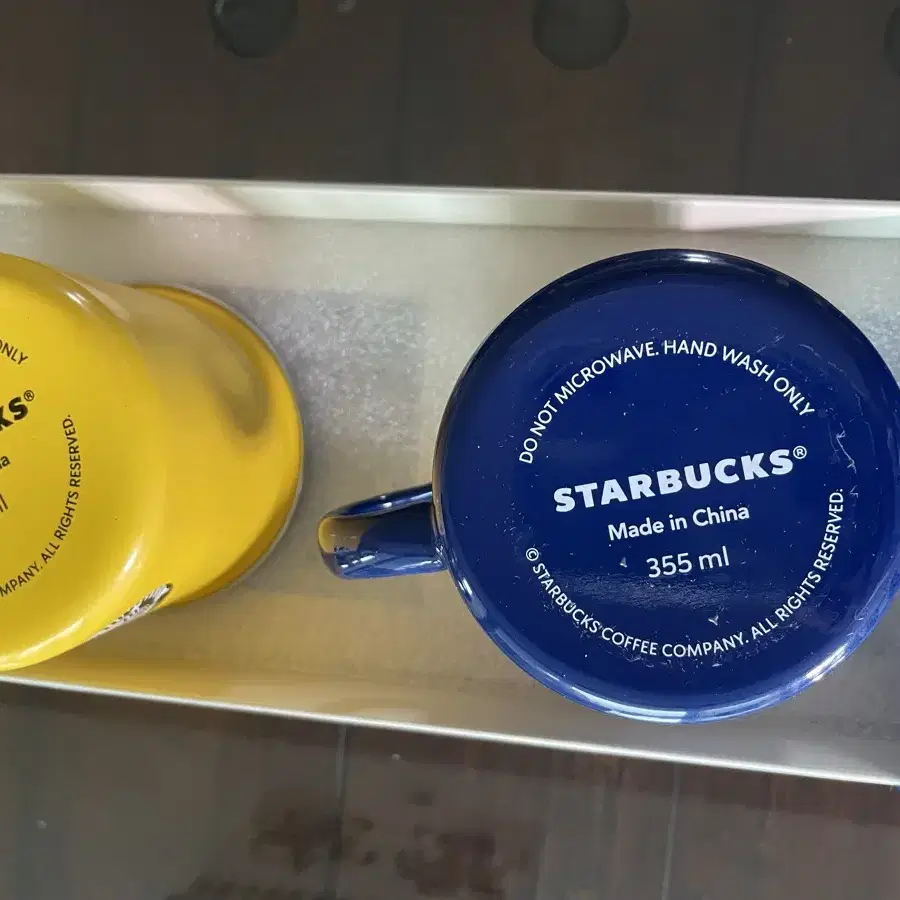 ONLY
KS®
MPANY. ALL RIGHTS RESERVED.
DO NOT MICROWAVE. HAND WASH ONLY
STARBUCKS®
Made in China
355 ml
© STARBUCKS COFFEE COMPANY. ALL RIGHTS RESERVED.